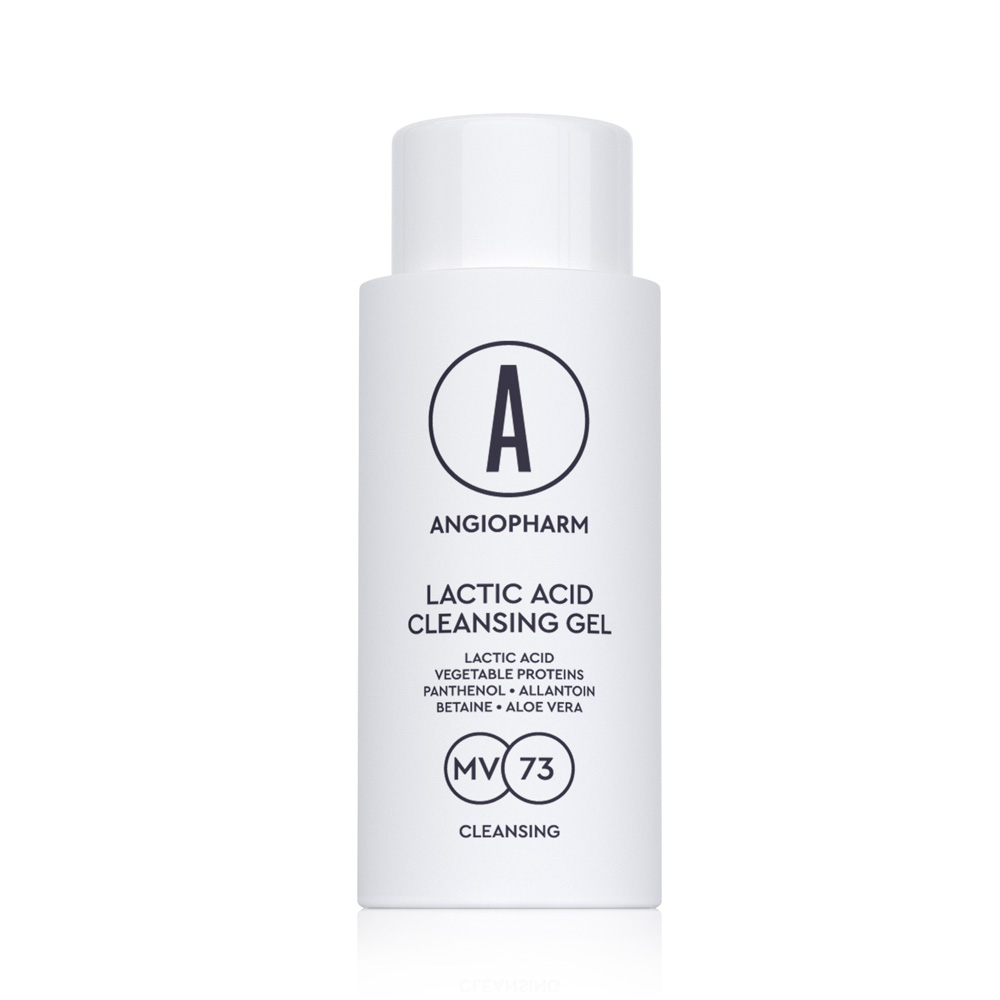 A
ANGIOPHARM
LACTIC ACID
CLEANSING GEL
LACTIC ACID
VEGETABLE PROTEINS
PANTHENOL • ALLANTOIN
BETAINE • ALOE VERA
MV 73
CLEANSING